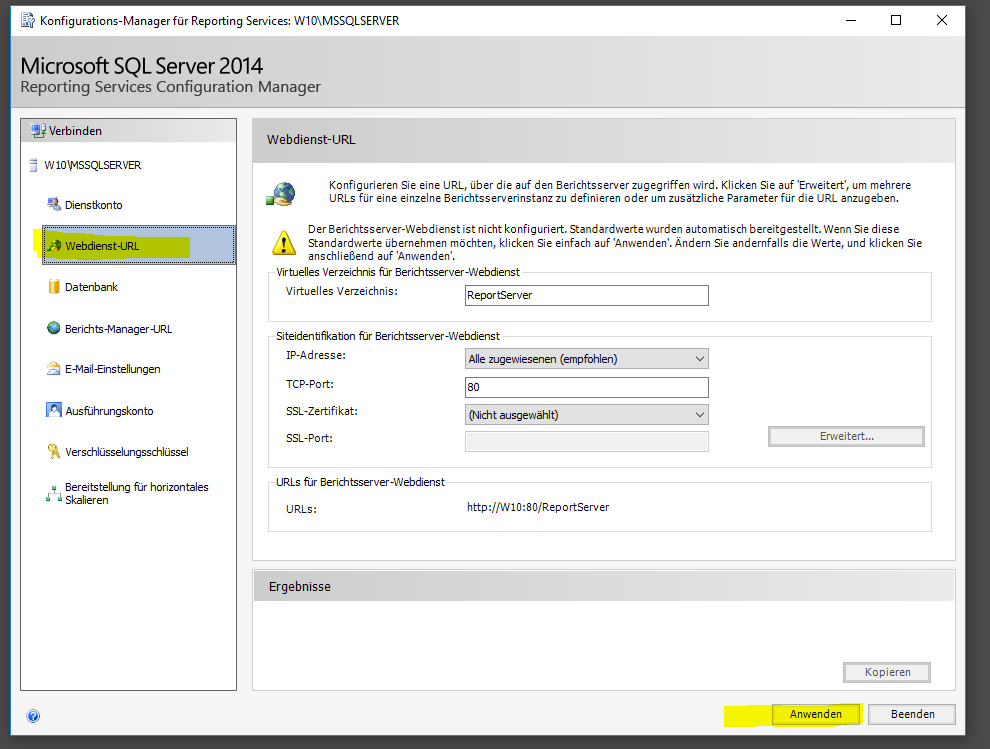 Konfigurations-Manager für Reporting Services: W10\MSSQLSERVER
Microsoft SQL Server 2014
Reporting Services Configuration Manager
Verbinden
W10\MSSQLSERVER
Dienstkonto
Webdienst-URL
Datenbank
Berichts-Manager-URL
E-Mail-Einstellungen
Ausführungskonto
Verschlüsselungsschlüssel
Bereitstellung für horizontales
Skalieren
Webdienst-URL
Konfigurieren Sie eine URL, über die auf den Berichtsserver zugegriffen wird. Klicken Sie auf 'Erweitert', um mehrere
URLs für eine einzelne Berichtsserverinstanz zu definieren oder um zusätzliche Parameter für die URL anzugeben.
Der Berichtsserver-Webdienst ist nicht konfiguriert. Standardwerte wurden automatisch bereitgestellt. Wenn Sie diese
Standardwerte übernehmen möchten, klicken Sie einfach auf 'Anwenden'. Ändern Sie andernfalls die Werte, und klicken Sie
anschließend auf 'Anwenden'.
Virtuelles Verzeichnis für Berichtsserver-Webdienst
Virtuelles Verzeichnis: ReportServer
Siteidentifikation für Berichtsserver-Webdienst
IP-Adresse: Alle zugewiesenen (empfohlen)
TCP-Port: 80
SSL-Zertifikat: (Nicht ausgewählt)
SSL-Port:
Erweitert...
URLs für Berichtsserver-Webdienst
URLs: http://W10:80/ReportServer
Ergebnisse
Kopieren
Anwenden Beenden